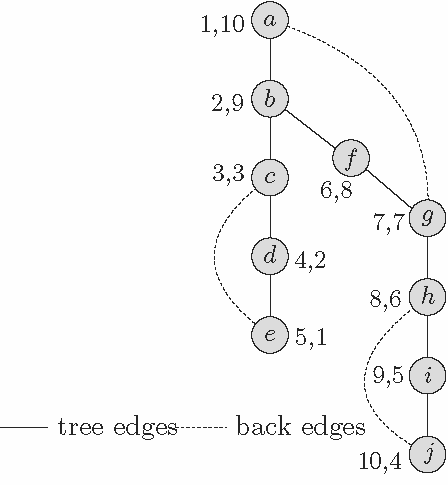 1,10 a
2,9 b
f
3,3 c
6,8
7,7 g
d 4,2
8,6 h
e 5,1
9,5 i
tree edges back edges
10,4 j